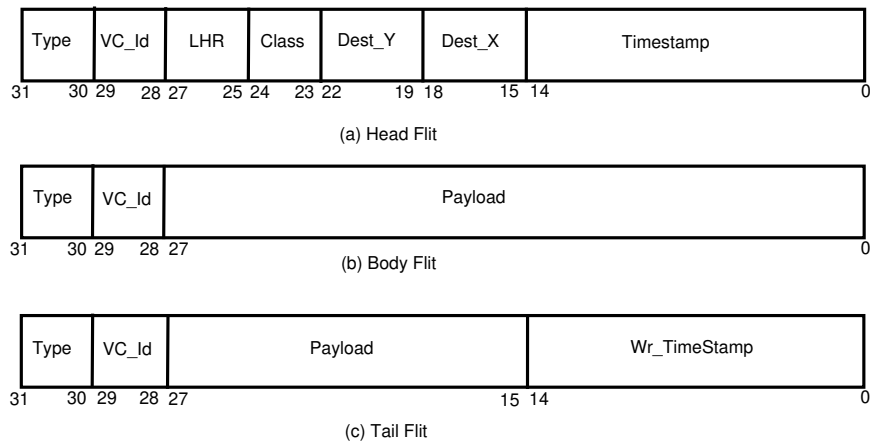 Type VC_Id LHR Class Dest_Y Dest_X Timestamp
31 30 29 28 27 25 24 23 22 19 18 15 14 0
(a) Head Flit
Type VC_Id Payload
31 30 29 28 27 0
(b) Body Flit
Type VC_Id Payload Wr_TimeStamp
31 30 29 28 27 15 14 0
(c) Tail Flit